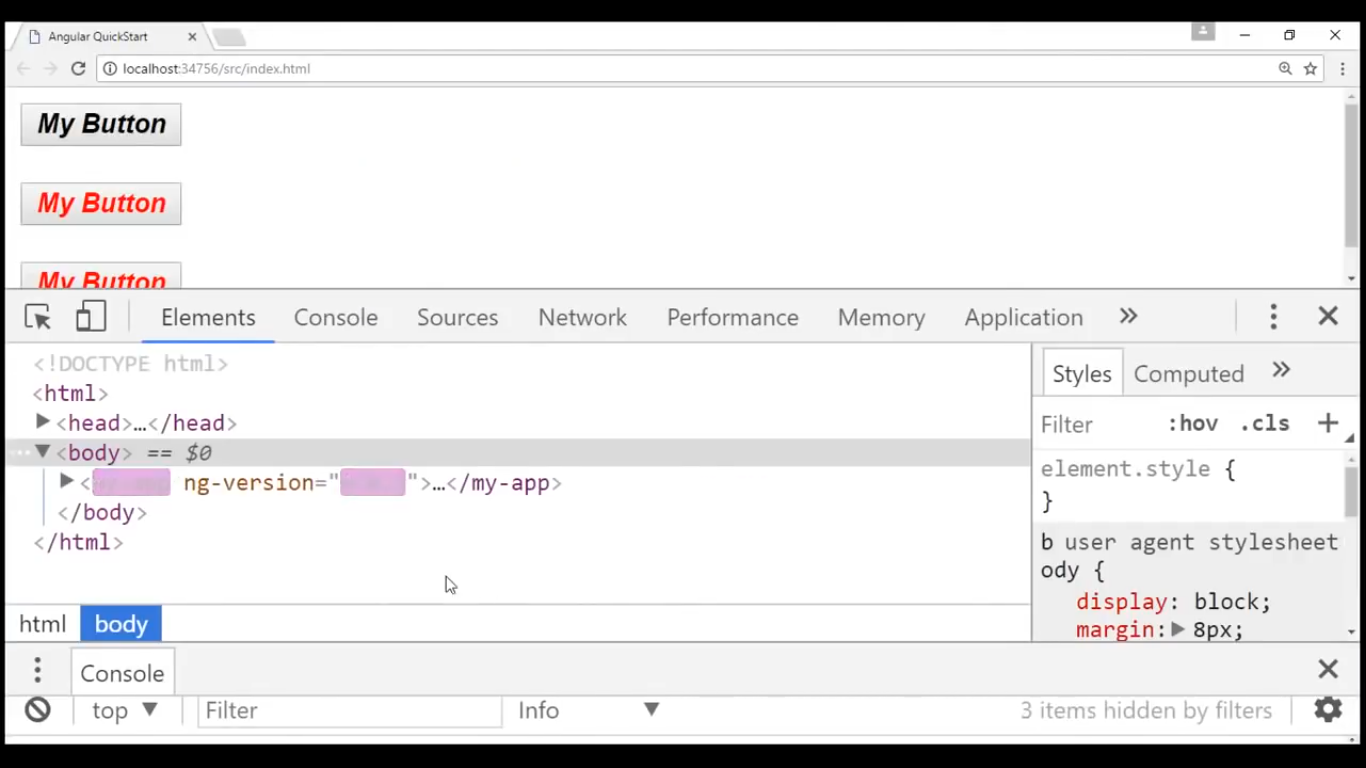 Angular QuickStart
localhost:34756/src/index.html
My Button
My Button
My Button
Elements Console Sources Network Performance Memory Application »
<!DOCTYPE html>
<html>
<head>…</head>
<body> == $0
< ng-version="">…</my-app>
</body>
</html>
html body
Styles Computed »
Filter :hov .cls +
element.style {
}
b user agent stylesheet
ody {
display: block;
margin: 8px;
Console
top Filter Info 3 items hidden by filters